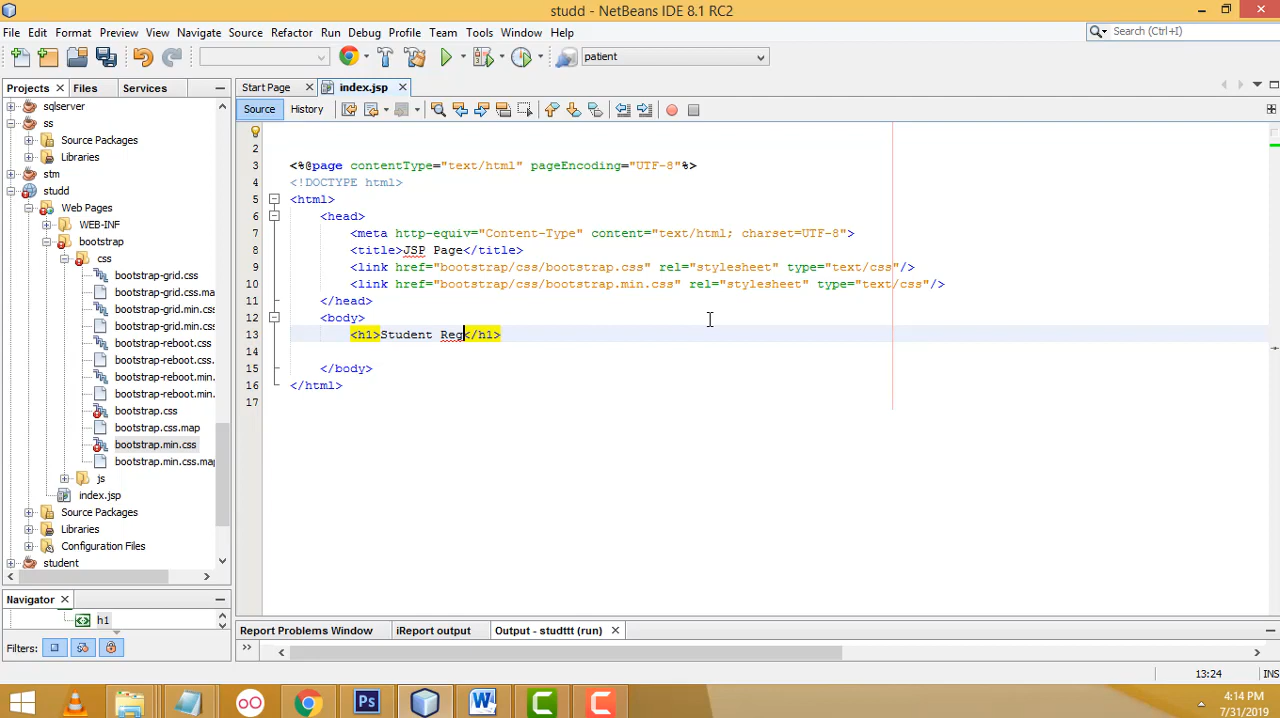 studd - NetBeans IDE 8.1 RC2
File Edit Format Preview View Navigate Source Refactor Run Debug Profile Team Tools Window Help
Search (Ctrl+I)
patient
Projects Files Services
Start Page index.jsp
Source History
sqlserver
ss
Source Packages
Libraries
stm
studd
Web Pages
WEB-INF
bootstrap
css
bootstrap-grid.css
bootstrap-grid.css.ma
bootstrap-grid.min.cs
bootstrap-grid.min.cs
bootstrap-reboot.css
bootstrap-reboot.css.
bootstrap-reboot.min.
bootstrap-reboot.min.
bootstrap.css
bootstrap.css.map
bootstrap.min.css
bootstrap.min.css.ma
js
index.jsp
Source Packages
Libraries
Configuration Files
student
2
3 <%@page contentType="text/html" pageEncoding="UTF-8"%>
4 <!DOCTYPE html>
5 <html>
6 <head>
7 <meta http-equiv="Content-Type" content="text/html; charset=UTF-8">
8 <title>JSP Page</title>
9 <link href="bootstrap/css/bootstrap.css" rel="stylesheet" type="text/css"/>
10 <link href="bootstrap/css/bootstrap.min.css" rel="stylesheet" type="text/css"/>
11 </head>
12 <body>
13 <h1>Student Reg</h1>
14
15 </body>
16 </html>
17
Navigator
h1
Filters:
Report Problems Window iReport output Output - studttt (run)
13:24 INS
Ps
4:14 PM
7/31/2019